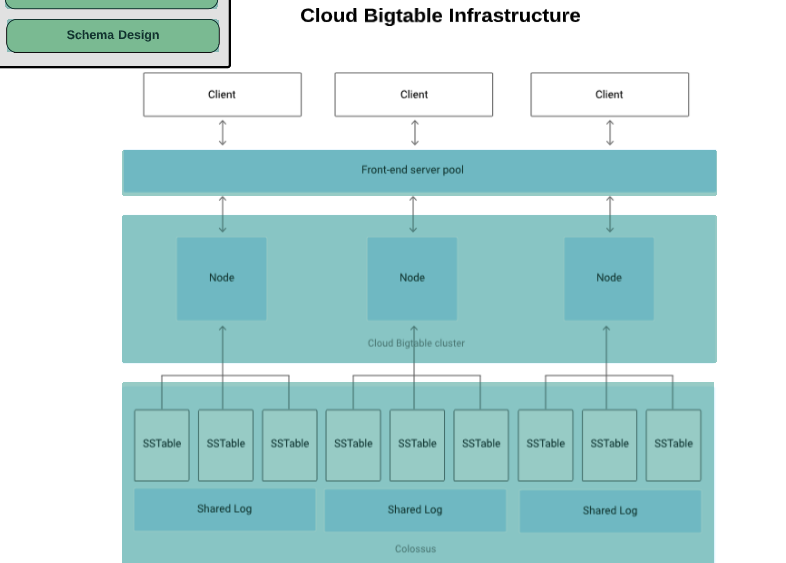 Cloud Bigtable Infrastructure
Schema Design
Client
Client
Client
Front-end server pool
Node
Node
Node
Cloud Bigtable cluster
SSTable
SSTable
SSTable
SSTable
SSTable
SSTable
SSTable
SSTable
SSTable
Shared Log
Shared Log
Shared Log
Colossus